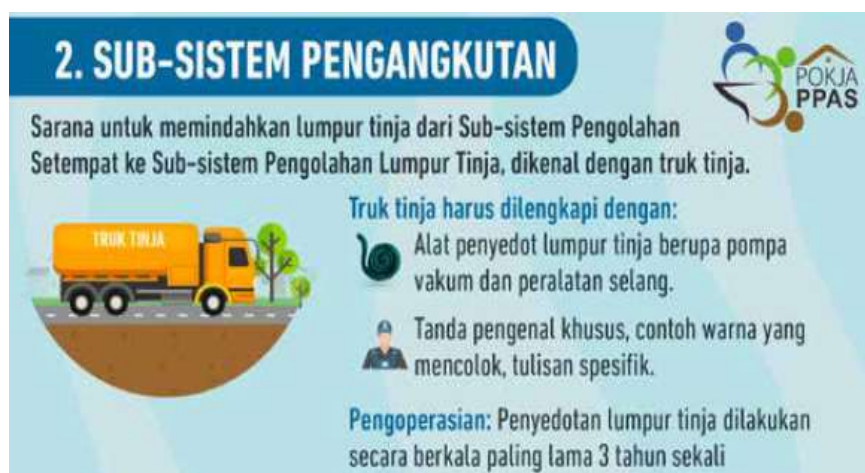 2. SUB-SISTEM PENGANGKUTAN
POKJA
PPAS
Sarana untuk memindahkan lumpur tinja dari Sub-sistem Pengolahan
Setempat ke Sub-sistem Pengolahan Lumpur Tinja, dikenal dengan truk tinja.
TRUK TINJA
Truk tinja harus dilengkapi dengan:
Alat penyedot lumpur tinja berupa pompa
vakum dan peralatan selang.
Tanda pengenal khusus, contoh warna yang
mencolok, tulisan spesifik.
Pengoperasian: Penyedotan lumpur tinja dilakukan
secara berkala paling lama 3 tahun sekali